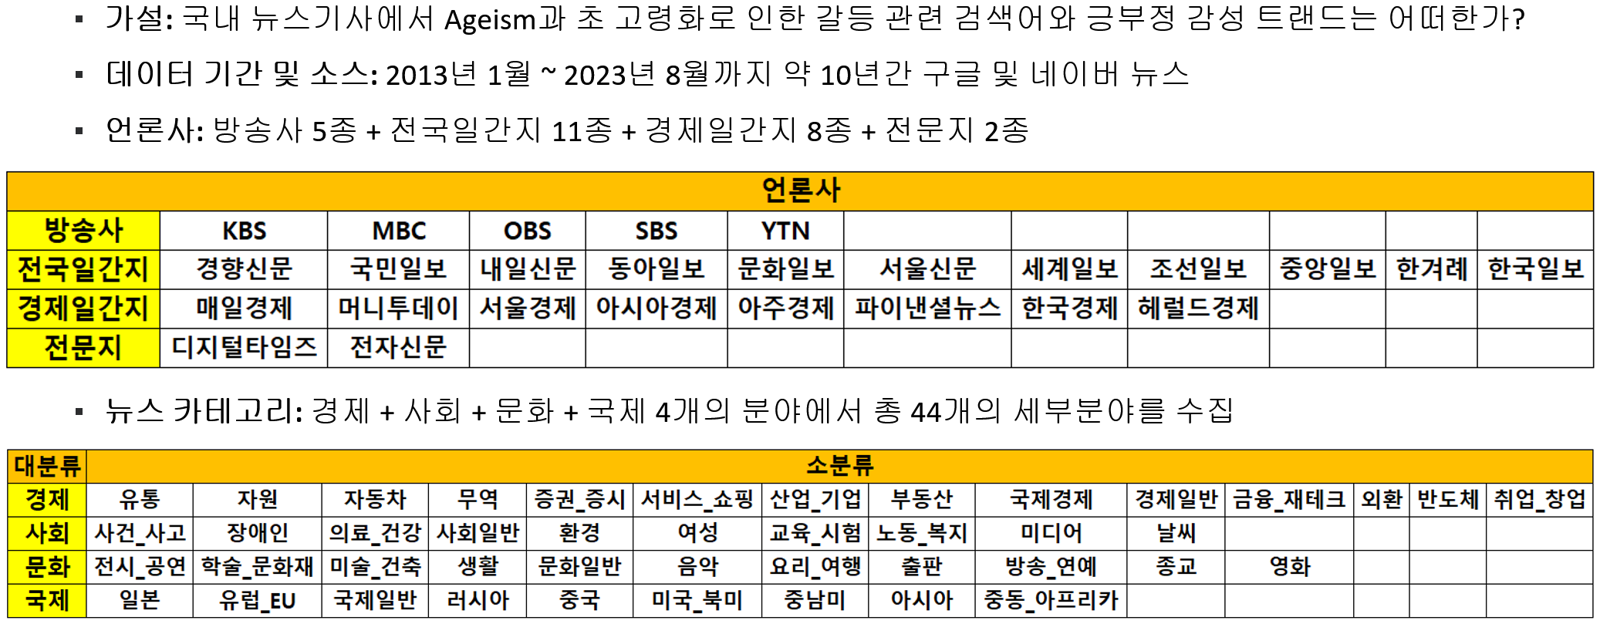 ▪ 가설: 국내 뉴스기사에서 Ageism과 초 고령화로 인한 갈등 관련 검색어와 긍부정 감성 트랜드는 어떠한가?
▪ 데이터 기간 및 소스: 2013년 1월 ~ 2023년 8월까지 약 10년간 구글 및 네이버 뉴스
▪ 언론사: 방송사 5종 + 전국일간지 11종 + 경제일간지 8종 + 전문지 2종
언론사
방송사 KBS MBC OBS SBS YTN
전국일간지 경향신문 국민일보 내일신문 동아일보 문화일보 서울신문 세계일보 조선일보 중앙일보 한겨레 한국일보
경제일간지 매일경제 머니투데이 서울경제 아시아경제 아주경제 파이낸셜뉴스 한국경제 헤럴드경제
전문지 디지털타임즈 전자신문
▪ 뉴스 카테고리: 경제 + 사회 + 문화 + 국제 4개의 분야에서 총 44개의 세부분야를 수집
대분류 소분류
경제 유통 자원 자동차 무역 증권_증시 서비스_쇼핑 산업_기업 부동산 국제경제 경제일반 금융_재테크 외환 반도체 취업_창업
사회 사건_사고 장애인 의료_건강 사회일반 환경 여성 교육_시험 노동_복지 미디어 날씨
문화 전시_공연 학술_문화재 미술_건축 생활 문화일반 음악 요리_여행 출판 방송_연예 종교 영화
국제 일본 유럽_EU 국제일반 러시아 중국 미국_북미 중남미 아시아 중동_아프리카